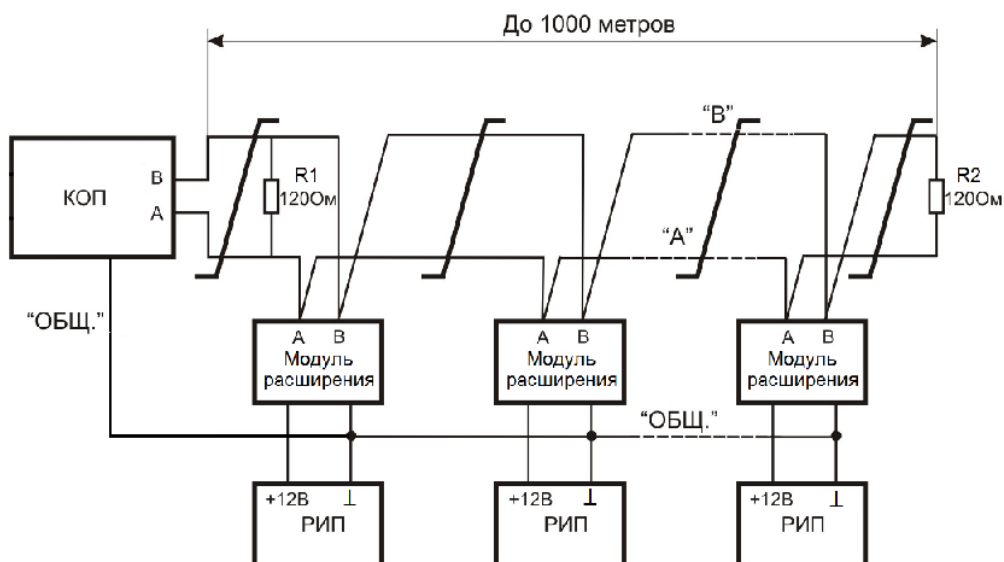 До 1000 метров
КОП
B
A
R1
120Ом
“B”
“A”
R2
120Ом
“ОБЩ.”
A B
Модуль
расширения
A B
Модуль
расширения
A B
Модуль
расширения
“ОБЩ.”
+12В ⊥
РИП
+12В ⊥
РИП
+12В ⊥
РИП